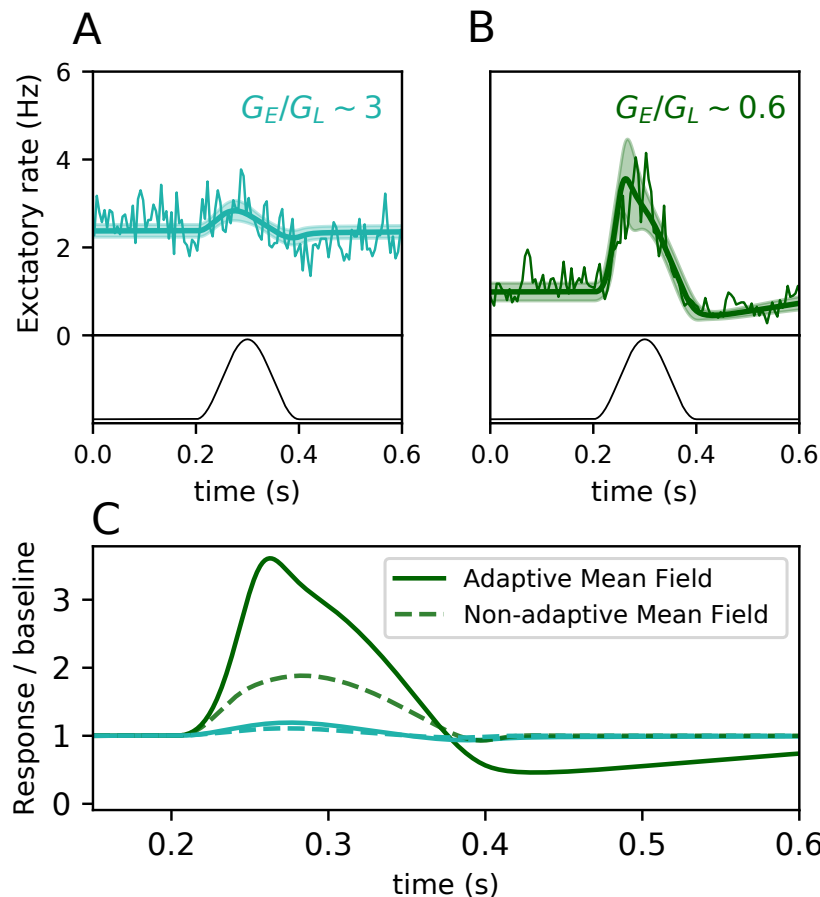 A
B
6
4
2
0
Exctatory rate (Hz)
G_E/G_L ~ 3
G_E/G_L ~ 0.6
0.0 0.2 0.4 0.6
0.0 0.2 0.4 0.6
time (s)
time (s)
C
Response / baseline
3
2
1
0
Adaptive Mean Field
Non-adaptive Mean Field
0.2 0.3 0.4 0.5 0.6
time (s)